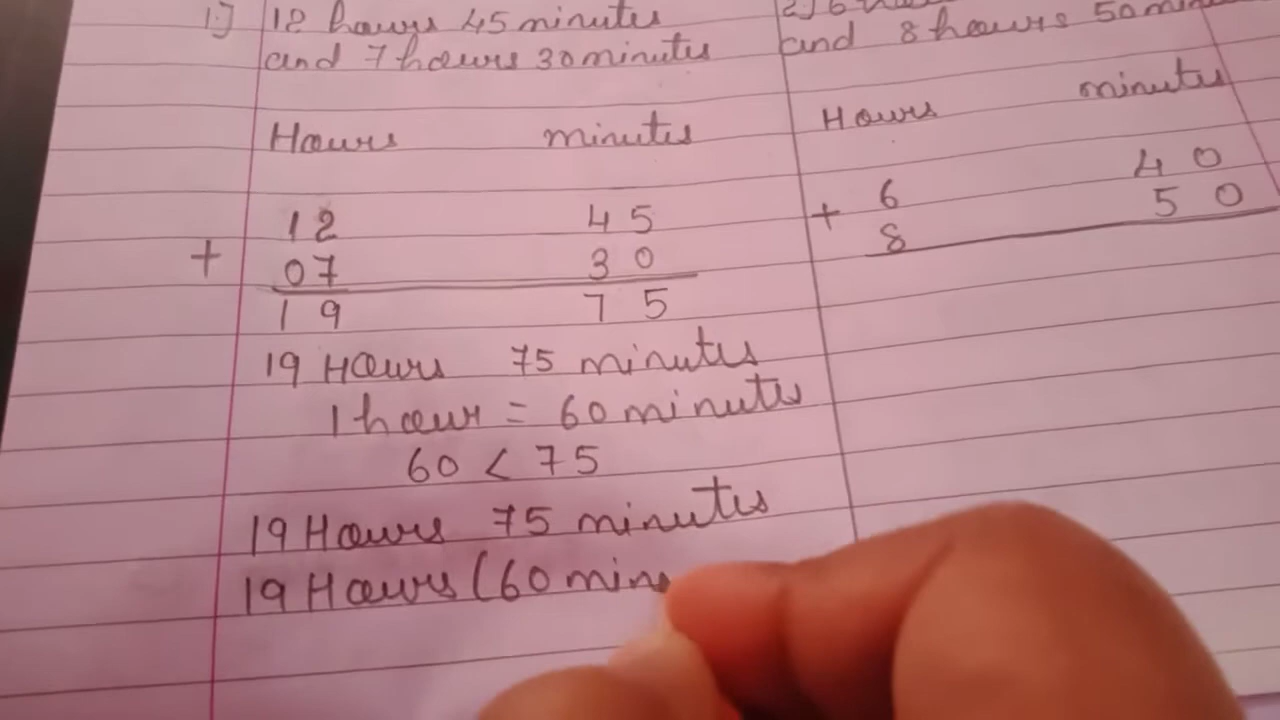 1.) 12 hours 45 minutes
and 7 hours 30 minutes
Hours minutes
12 45
+ 07 30
19 75
19 Hours 75 minutes
1 hour = 60 minutes
60 < 75
19 Hours 75 minutes
19 Hours (60 min
2.) 6
and 8 hours 50
Hours minutes
6 40
+ 8 50